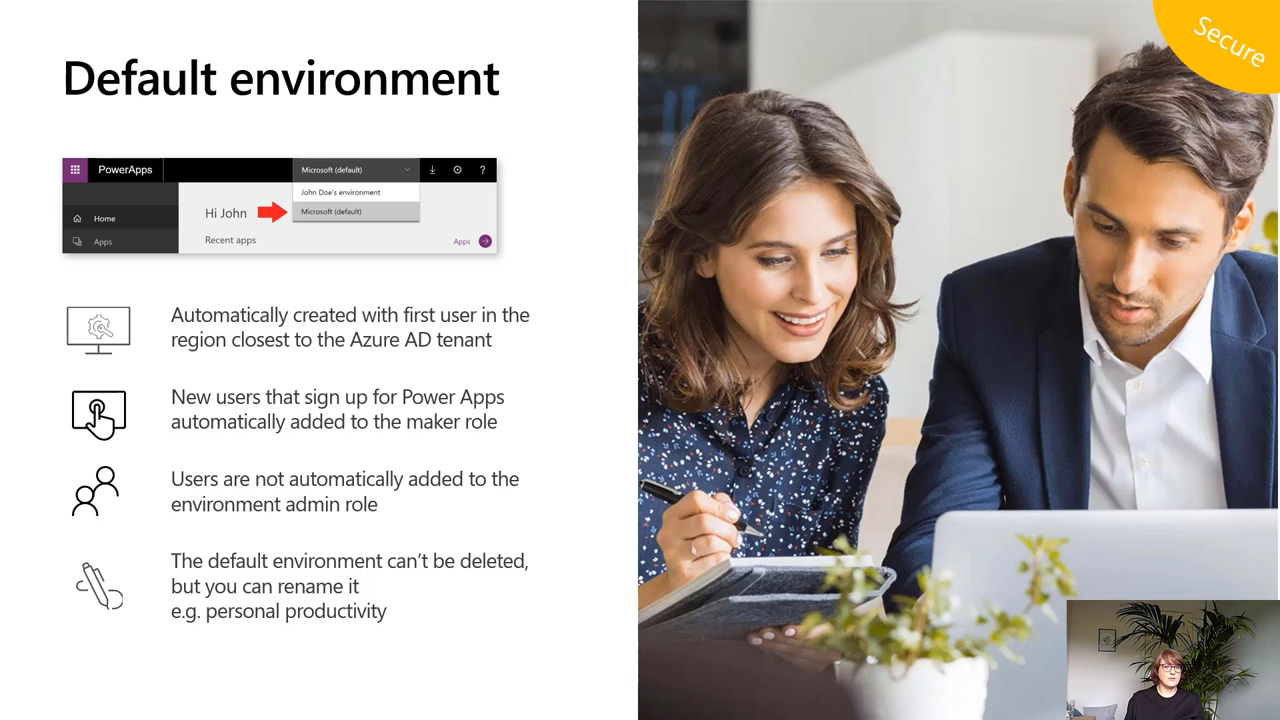 Default environment
Secure
PowerApps
Microsoft (default)
?
John Doe's environment
Microsoft (default)
Home
Hi John
Apps
Recent apps
Apps
Automatically created with first user in the
region closest to the Azure AD tenant
New users that sign up for Power Apps
automatically added to the maker role
Users are not automatically added to the
environment admin role
The default environment can’t be deleted,
but you can rename it
e.g. personal productivity